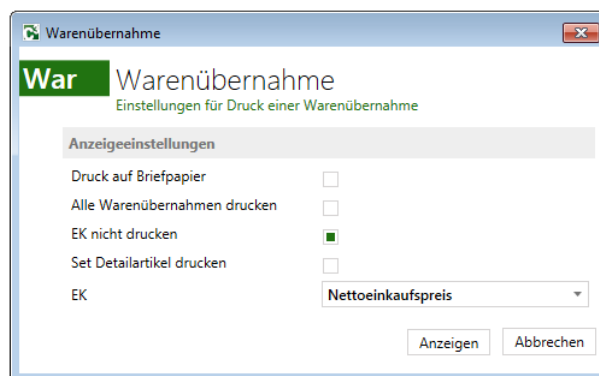 Warenübernahme
War
Warenübernahme
Einstellungen für Druck einer Warenübernahme
Anzeigeeinstellungen
Druck auf Briefpapier
Alle Warenübernahmen drucken
EK nicht drucken
Set Detailartikel drucken
EK Nettoeinkaufspreis
Anzeigen Abbrechen